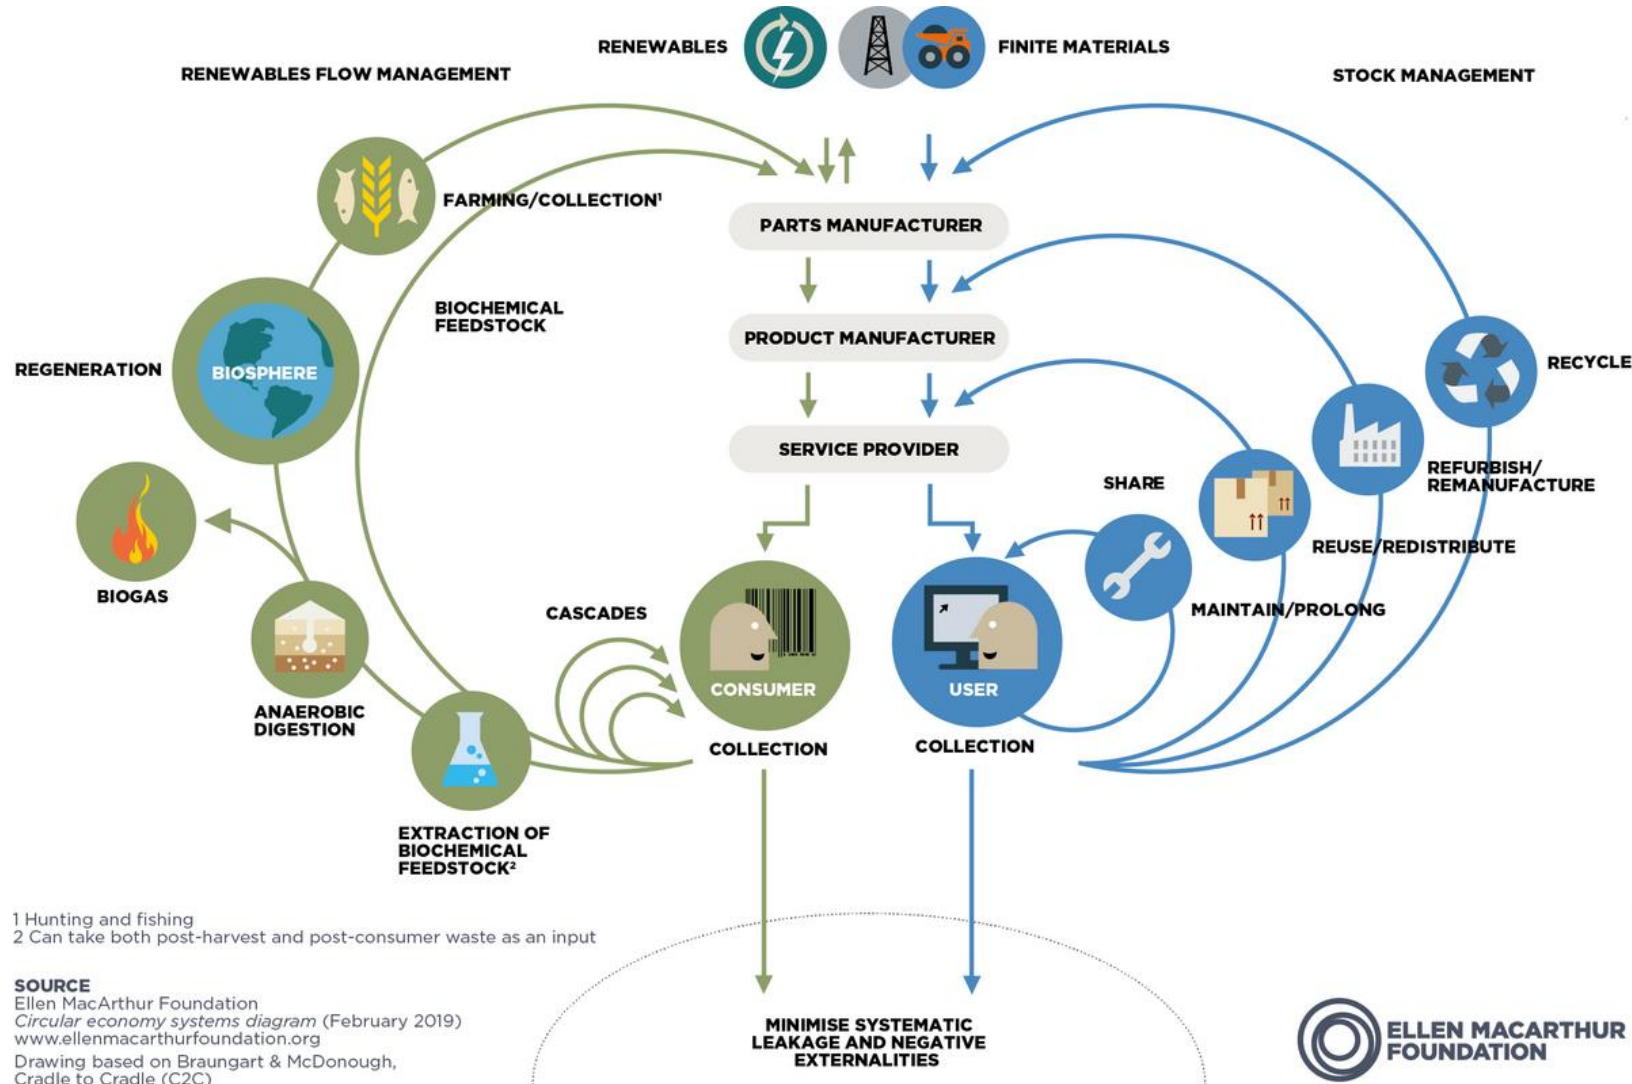 RENEWABLES
FINITE MATERIALS
RENEWABLES FLOW MANAGEMENT
STOCK MANAGEMENT
FARMING/COLLECTION¹
PARTS MANUFACTURER
BIOCHEMICAL
FEEDSTOCK
PRODUCT MANUFACTURER
REGENERATION
BIOSPHERE
RECYCLE
SERVICE PROVIDER
REFURBISH/
REMANUFACTURE
SHARE
REUSE/REDISTRIBUTE
BIOGAS
CASCADES
MAINTAIN/PROLONG
CONSUMER
USER
ANAEROBIC
DIGESTION
COLLECTION
COLLECTION
EXTRACTION OF
BIOCHEMICAL
FEEDSTOCK²
1 Hunting and fishing
2 Can take both post-harvest and post-consumer waste as an input
SOURCE
Ellen MacArthur Foundation
Circular economy systems diagram (February 2019)
www.ellenmacarthurfoundation.org
Drawing based on Braungart & McDonough,
Cradle to Cradle (C2C)
MINIMISE SYSTEMATIC
LEAKAGE AND NEGATIVE
EXTERNALITIES
ELLEN MACARTHUR
FOUNDATION